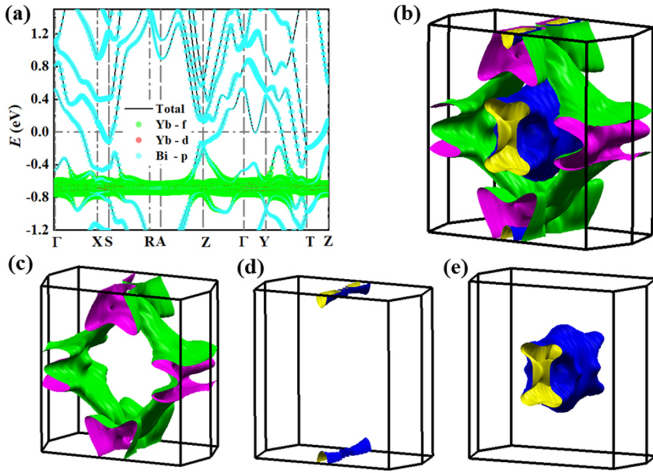 (a)
(b)
E (eV)
1.2
0.8
0.4
0.0
-0.4
-0.8
-1.2
Total
Yb - f
Yb - d
Bi - p
Γ X S R A Z Γ Y T Z
(c)
(d)
(e)